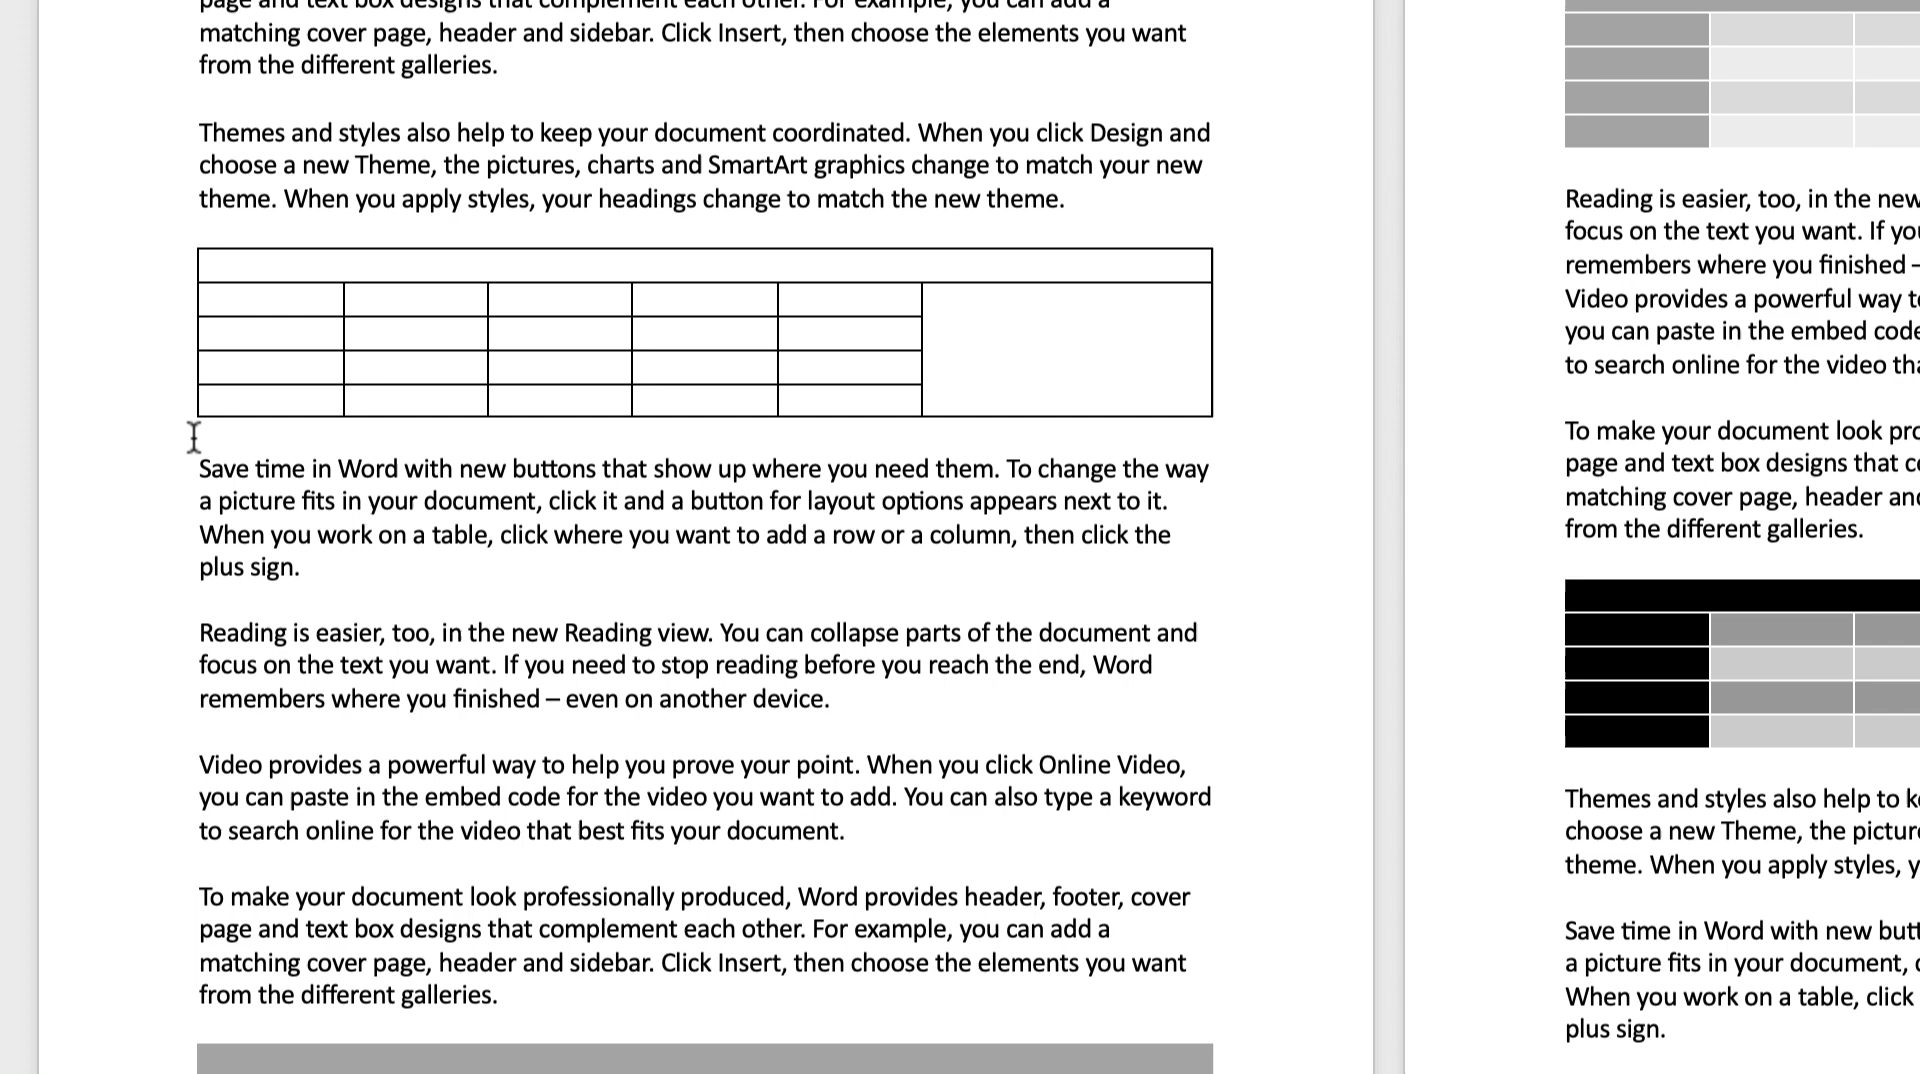 page and text box designs that complement each other. For example, you can add a
matching cover page, header and sidebar. Click Insert, then choose the elements you want
from the different galleries.
Themes and styles also help to keep your document coordinated. When you click Design and
choose a new Theme, the pictures, charts and SmartArt graphics change to match your new
theme. When you apply styles, your headings change to match the new theme.
Save time in Word with new buttons that show up where you need them. To change the way
a picture fits in your document, click it and a button for layout options appears next to it.
When you work on a table, click where you want to add a row or a column, then click the
plus sign.
Reading is easier, too, in the new Reading view. You can collapse parts of the document and
focus on the text you want. If you need to stop reading before you reach the end, Word
remembers where you finished – even on another device.
Video provides a powerful way to help you prove your point. When you click Online Video,
you can paste in the embed code for the video you want to add. You can also type a keyword
to search online for the video that best fits your document.
To make your document look professionally produced, Word provides header, footer, cover
page and text box designs that complement each other. For example, you can add a
matching cover page, header and sidebar. Click Insert, then choose the elements you want
from the different galleries.
Reading is easier, too, in the new
focus on the text you want. If
remembers where you finished –
Video provides a powerful way
you can paste in the embed code
to search online for the video
To make your document look
page and text box designs that
matching cover page, header
from the different galleries.
Themes and styles also help to
choose a new Theme, the
theme. When you apply styles,
Save time in Word with new
a picture fits in your document,
When you work on a table, click
plus sign.